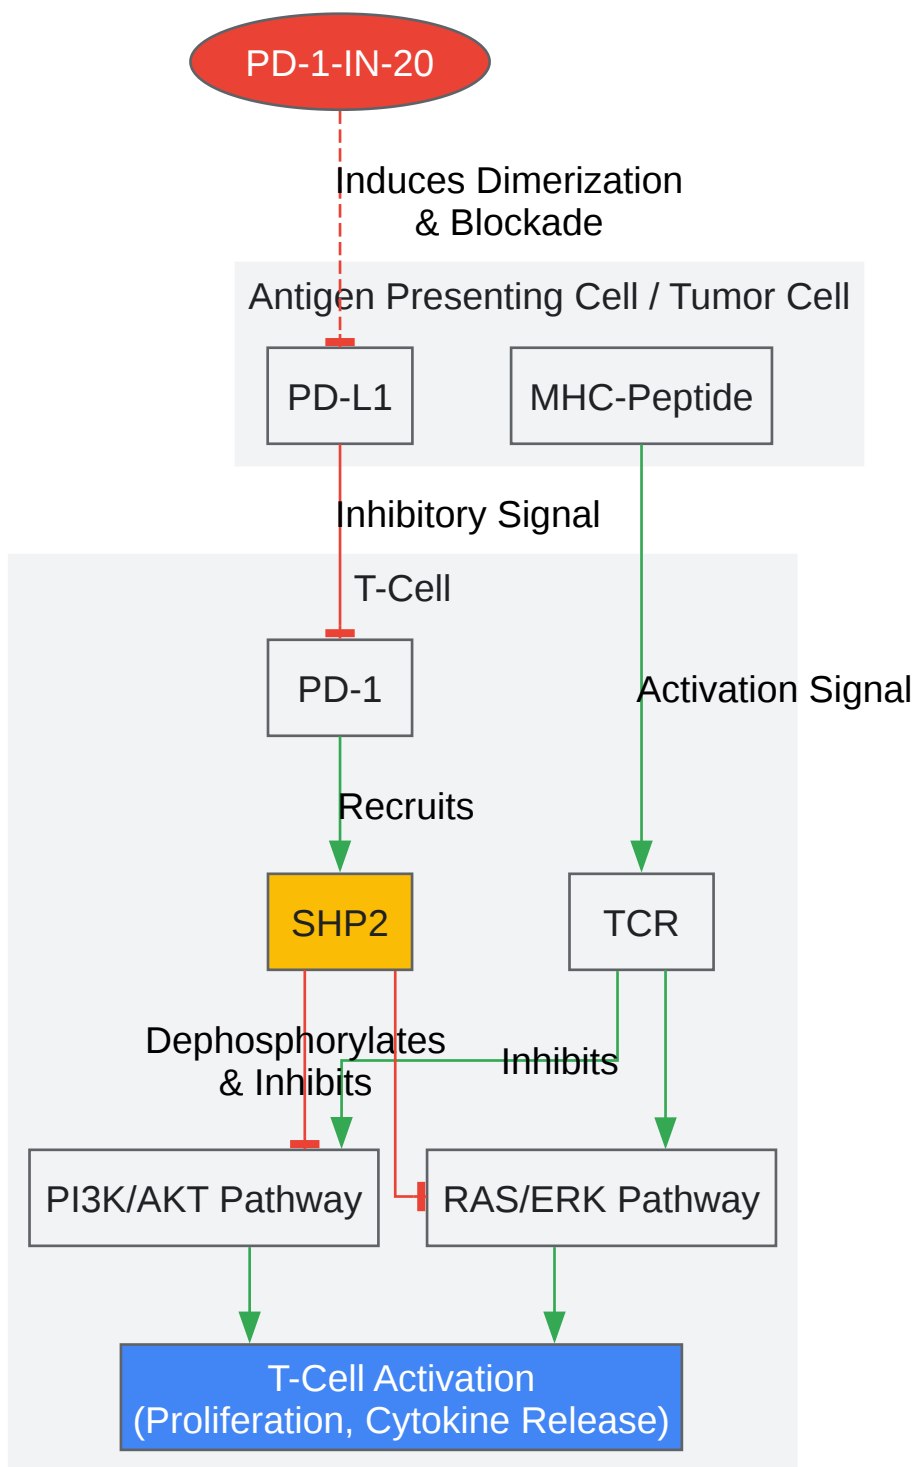 PD-1-IN-20
Induces Dimerization
& Blockade
Antigen Presenting Cell / Tumor Cell
PD-L1
MHC-Peptide
Inhibitory Signal
T-Cell
PD-1
Activation Signal
Recruits
SHP2
TCR
Dephosphorylates
& Inhibits
Inhibits
PI3K/AKT Pathway
RAS/ERK Pathway
T-Cell Activation
(Proliferation, Cytokine Release)